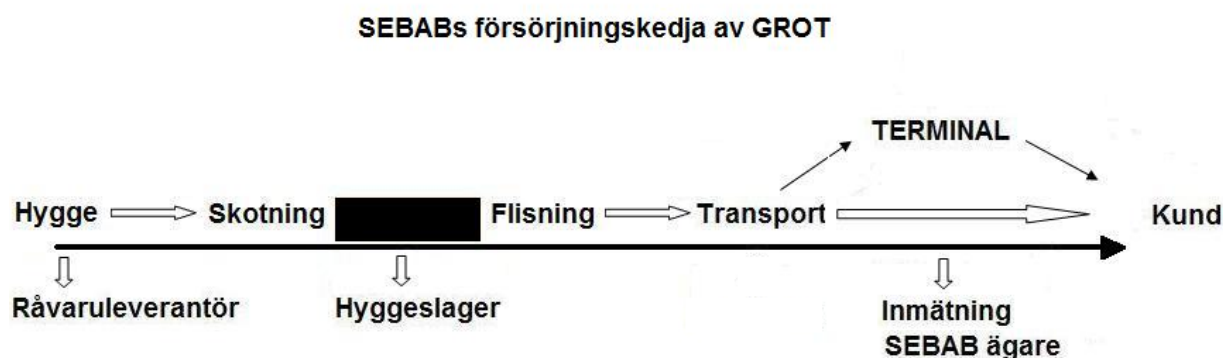 SEBABs försörjningskedja av GROT
TERMINAL
Hygge Skotning Flisning Transport Kund
Råvaruleverantör Hyggeslager Inmätning
SEBAB ägare